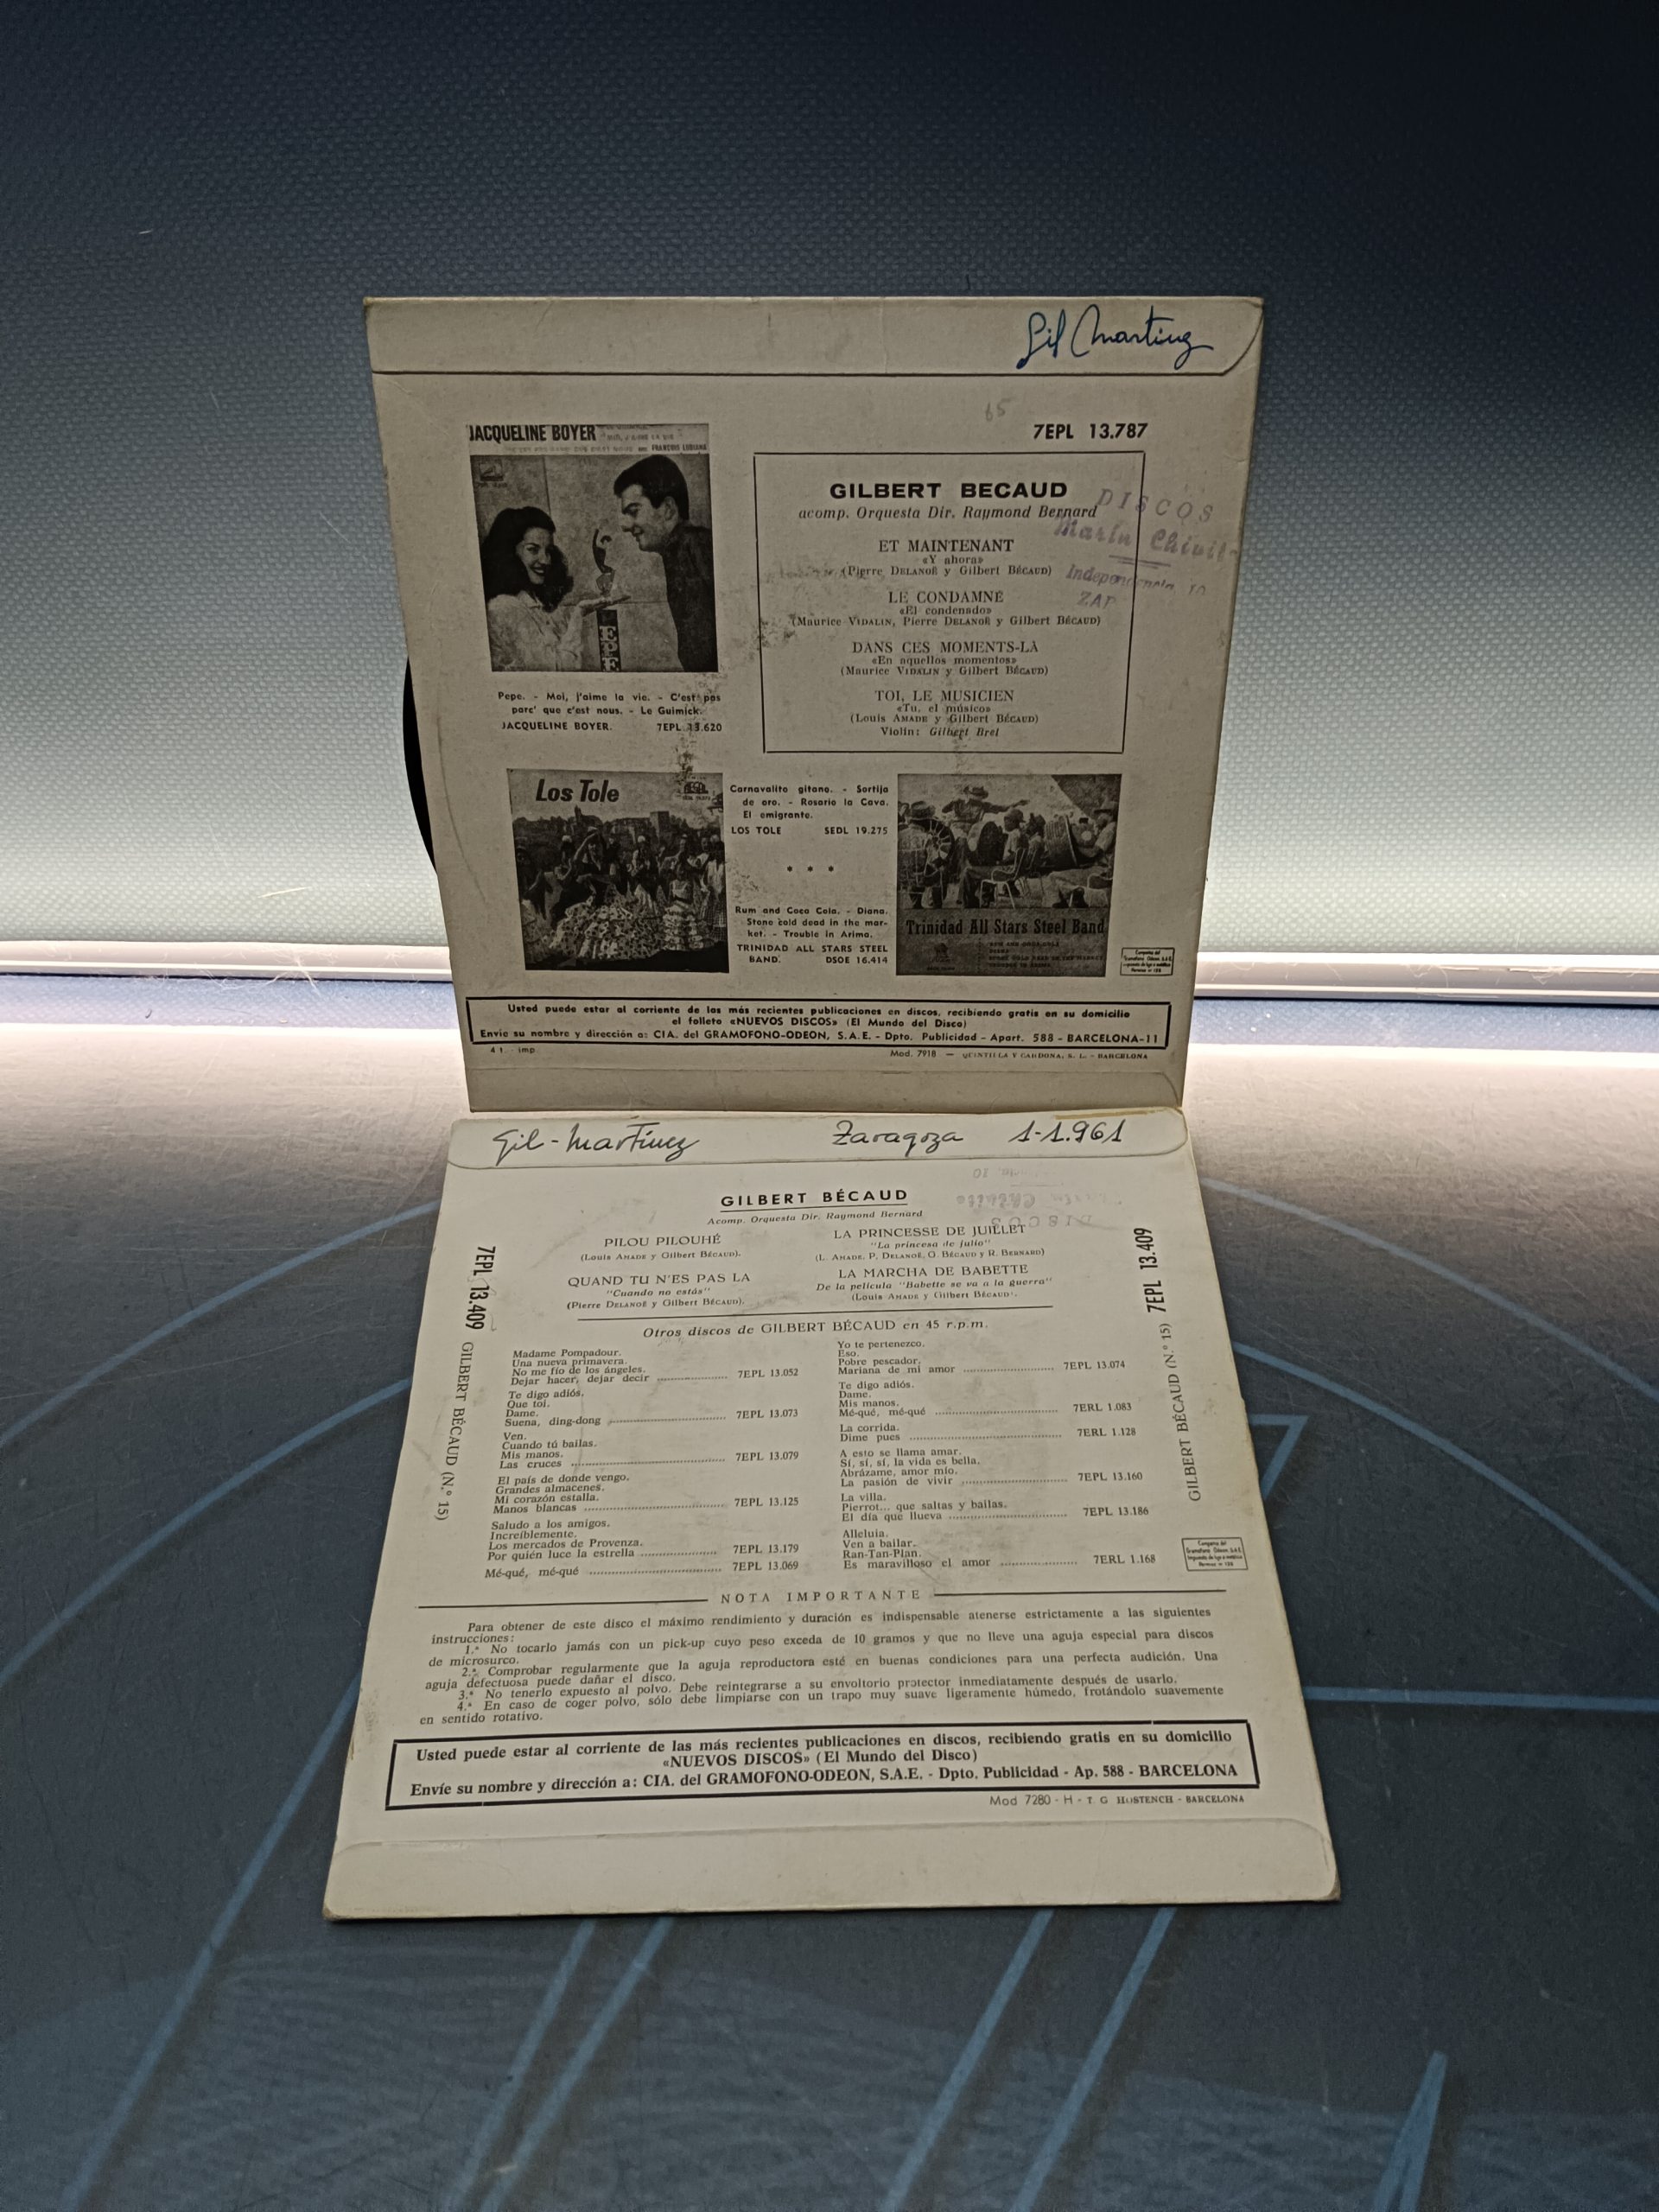 Gil Martinez
65
JACQUELINE BOYER
7EPL 13.787
GILBERT BECAUD
acomp. Orquesta Dir. Raymond Bernard
ET MAINTENANT
«Y ahora»
(Pierre DELANOË y Gilbert BÉCAUD)
LE CONDAMNÉ
«El condenado»
(Maurice VIDALIN, Pierre DELANOË y Gilbert BÉCAUD)
DANS CES MOMENTS-LÀ
«En aquellos momentos»
(Maurice VIDALIN y Gilbert BÉCAUD)
TOI, LE MUSICIEN
«Tu, el músico»
(Louis AMADE y Gilbert BÉCAUD)
Violin: Gilbert Brel
DISCOS
Marín
Independencia, 10
EPE
Pepe. - Moi, j'aime la vie. - C'est pas
parc' que c'est nous. - Le Guimick.
JACQUELINE BOYER. 7EPL 13.620
Los Tole
Carnavalito gitano. - Sortija
de oro. - Rosario la Cava.
El emigrante.
LOS TOLE SEDL 19.275
* * *
Rum and Coca Cola. - Diana.
Stone cold dead in the mar-
ket. - Trouble in Arima.
TRINIDAD ALL STARS STEEL
BAND. DSOE 16.414
Trinidad All Stars Steel Band
Usted puede estar al corriente de las más recientes publicaciones en discos, recibiendo gratis en su domicilio
el folleto «NUEVOS DISCOS» (El Mundo del Disco)
Envíe su nombre y dirección a: CIA. del GRAMOFONO-ODEON, S.A.E. - Dpto. Publicidad - Apart. 588 - BARCELONA-11
4 t. - imp.
Mod. 7918 — QUINTILLA Y CARDONA, S. L. - BARCELONA
Gil-Martínez Zaragoza 1-1.961
GILBERT BÉCAUD
Acomp. Orquesta Dir. Raymond Bernard
PILOU PILOUHÉ
(Louis AMADE y Gilbert BÉCAUD).
QUAND TU N'ES PAS LA
"Cuando no estás"
(Pierre DELANOË y Gilbert BÉCAUD).
LA PRINCESSE DE JUILLET
"La princesa de julio"
(L. AMADE, P. DELANOË, G. BÉCAUD y R. BERNARD)
LA MARCHA DE BABETTE
De la película "Babette se va a la guerra"
(Louis AMADE y Gilbert BÉCAUD).
DISCOS
7EPL 13.409 GILBERT BÉCAUD (N.º 15)
GILBERT BÉCAUD (N.º 15) 7EPL 13.409
Otros discos de GILBERT BÉCAUD en 45 r.p.m.
Madame Pompadour.
Una nueva primavera.
No me fío de los ángeles.
Dejar hacer, dejar decir ............ 7EPL 13.052
Te digo adiós.
Que toi.
Dame.
Suena, ding-dong ............ 7EPL 13.073
Ven.
Cuando tú bailas.
Mis manos.
Las cruces ............ 7EPL 13.079
El país de donde vengo.
Grandes almacenes.
Mi corazón estalla.
Manos blancas ............ 7EPL 13.125
Saludo a los amigos.
Increíblemente.
Los mercados de Provenza.
Por quién luce la estrella ............ 7EPL 13.179
Mé-qué, mé-qué ............ 7EPL 13.069
Yo te pertenezco.
Eso.
Pobre pescador.
Mariana de mi amor ............ 7EPL 13.074
Te digo adiós.
Dame.
Mis manos.
Mé-qué, mé-qué ............ 7ERL 1.083
La corrida.
Dime pues ............ 7ERL 1.128
A esto se llama amar.
Sí, sí, sí, la vida es bella.
Abrázame, amor mío.
La pasión de vivir ............ 7EPL 13.160
La villa.
Pierrot... que saltas y bailas.
El día que llueva ............ 7EPL 13.186
Alleluia.
Ven a bailar.
Ran-Tan-Plan.
Es maravilloso el amor ............ 7ERL 1.168
NOTA IMPORTANTE
Para obtener de este disco el máximo rendimiento y duración es indispensable atenerse estrictamente a las siguientes
instrucciones:
1.ª No tocarlo jamás con un pick-up cuyo peso exceda de 10 gramos y que no lleve una aguja especial para discos
de microsurco.
2.ª Comprobar regularmente que la aguja reproductora esté en buenas condiciones para una perfecta audición. Una
aguja defectuosa puede dañar el disco.
3.ª No tenerlo expuesto al polvo. Debe reintegrarse a su envoltorio protector inmediatamente después de usarlo.
4.ª En caso de coger polvo, sólo debe limpiarse con un trapo muy suave ligeramente húmedo, frotándolo suavemente
en sentido rotativo.
Usted puede estar al corriente de las más recientes publicaciones en discos, recibiendo gratis en su domicilio
«NUEVOS DISCOS» (El Mundo del Disco)
Envíe su nombre y dirección a: CIA. del GRAMOFONO-ODEON, S.A.E. - Dpto. Publicidad - Ap. 588 - BARCELONA
Mod 7280 - H - T. G. HOSTENCH - BARCELONA